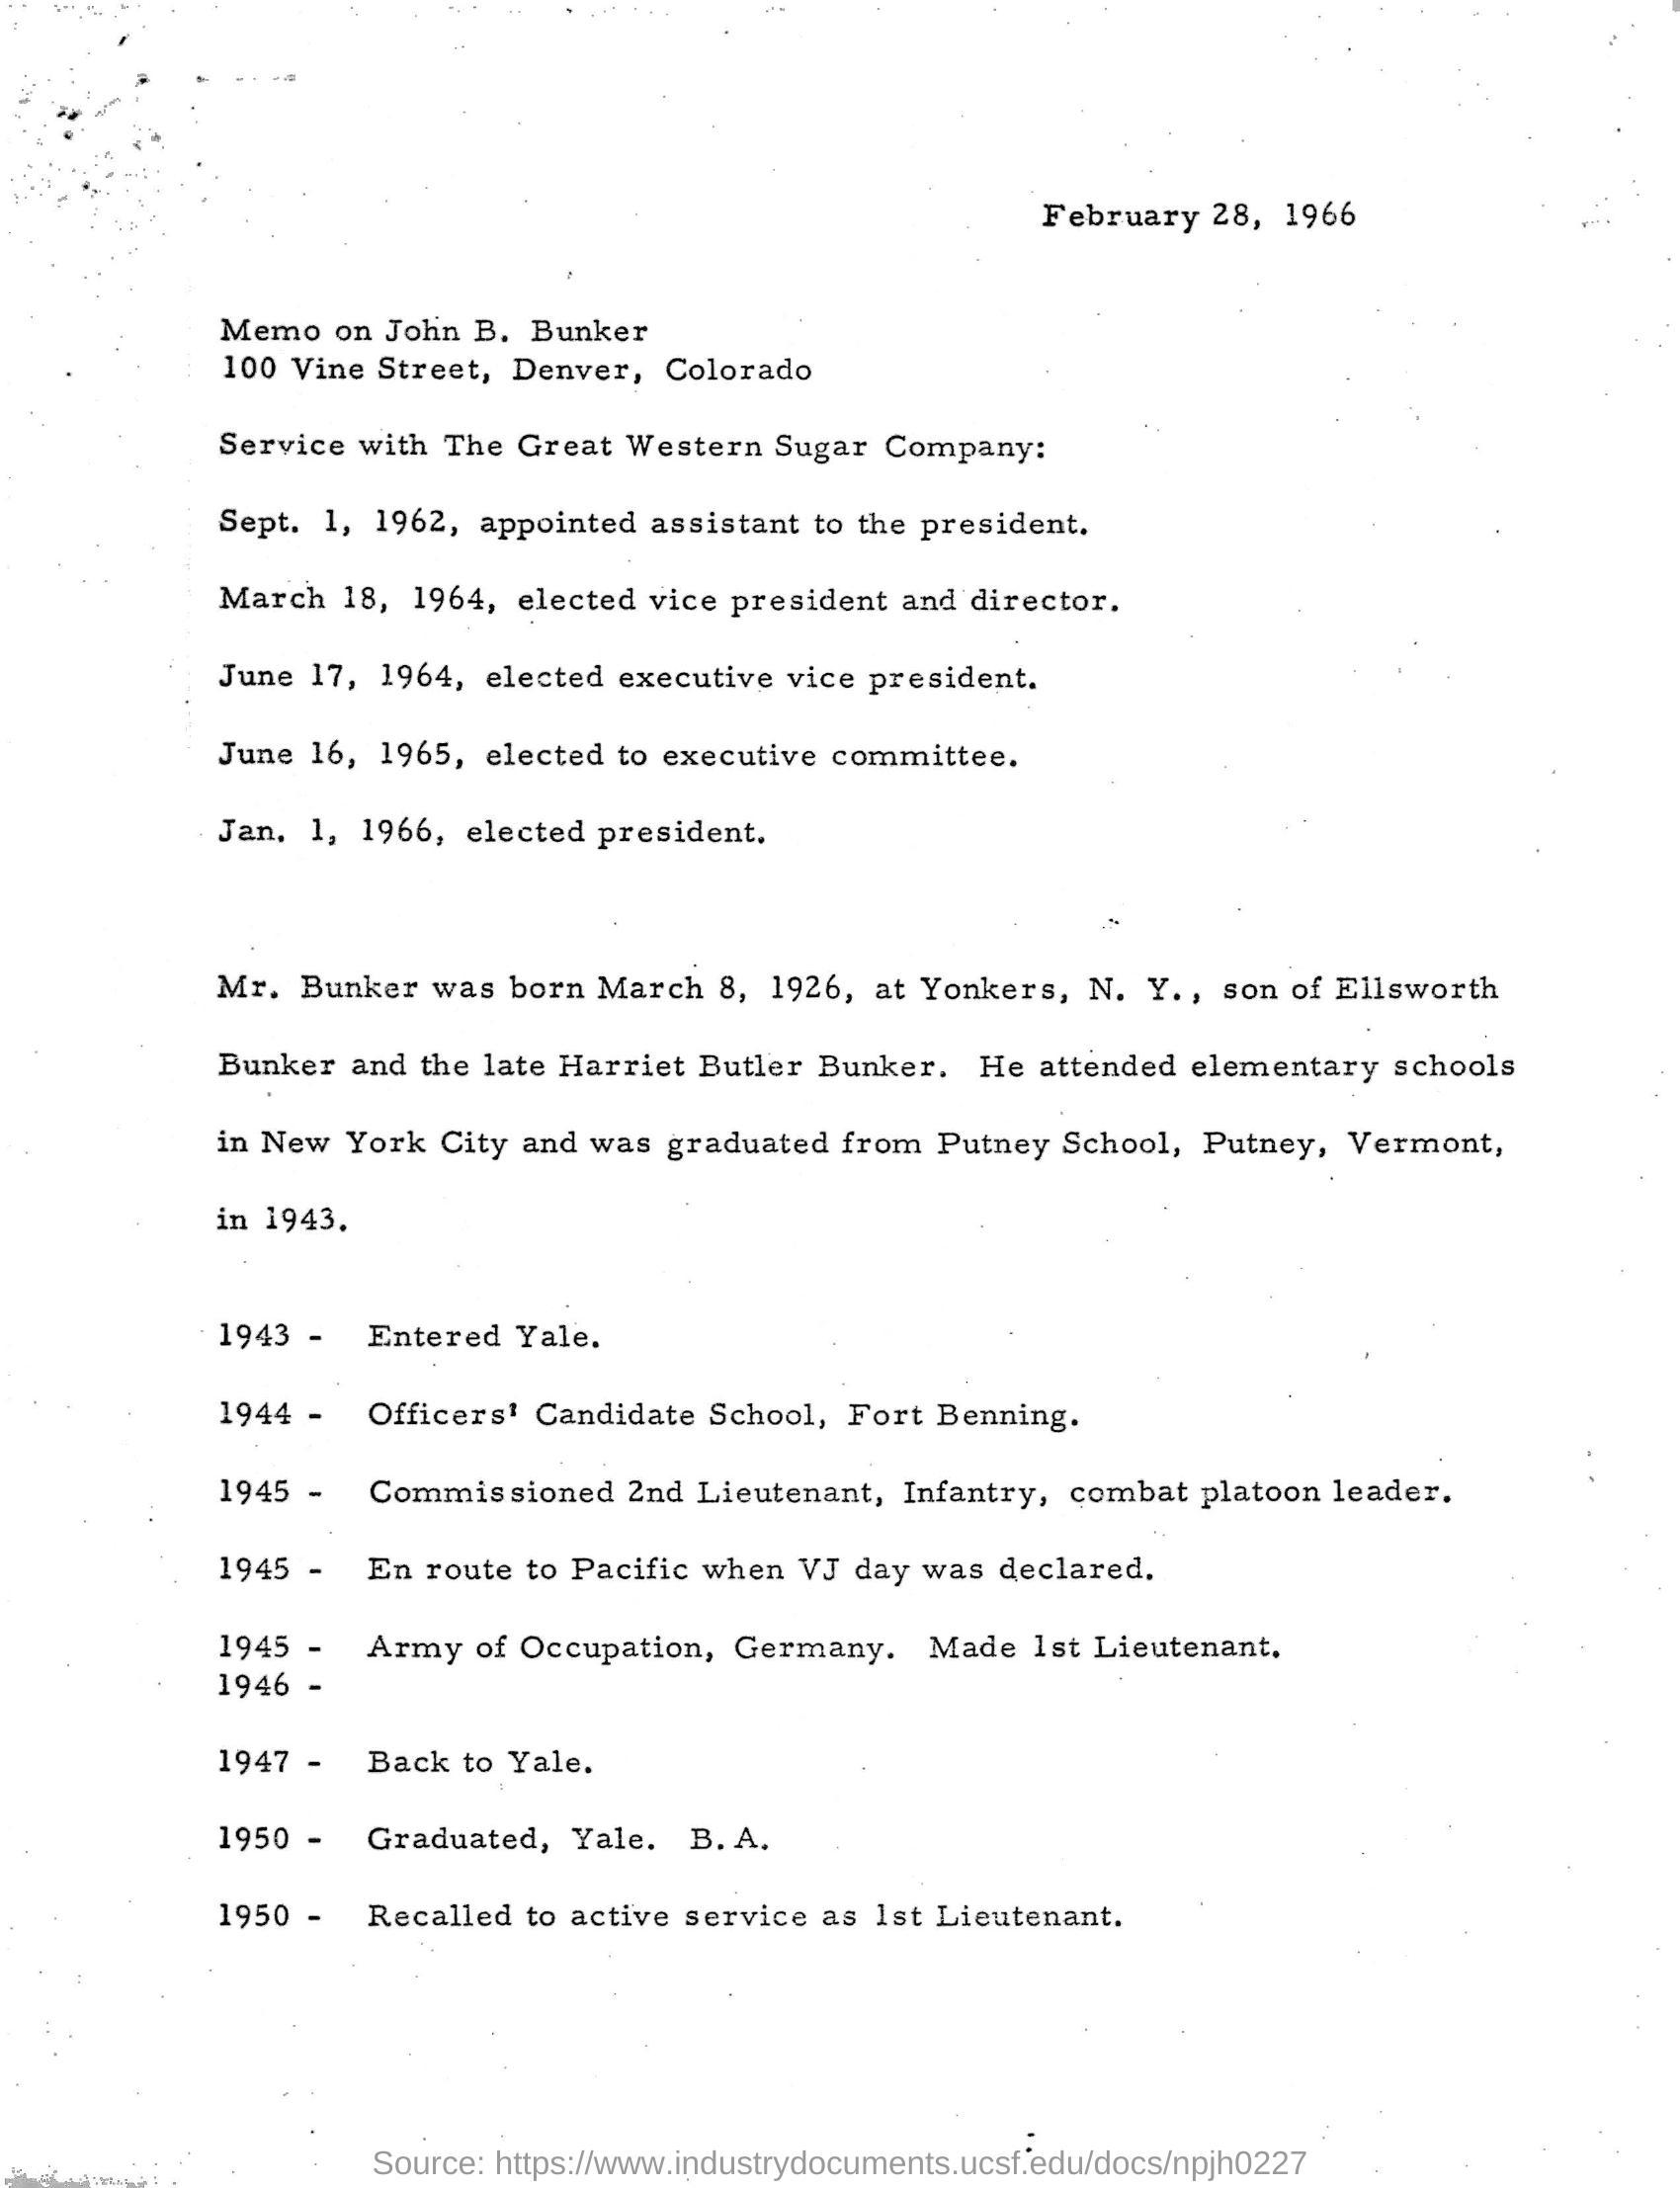 February 28, 1966
Memo on John B. Bunker
100 Vine Street, Denver, Colorado
Service with The Great Western Sugar Company:
Sept. 1, 1962, appointed assistant to the president.
March 18, 1964, elected vice president and director.
June 17, 1964, elected executive vice president.
June 16, 1965, elected to executive committee.
Jan. 1, 1966, elected president.
Mr. Bunker was born March 8, 1926, at Yonkers, N. Y., son of Ellsworth
Bunker and the late Harriet Butler Bunker. He attended elementary schools
in New York City and was graduated from Putney School, Putney, Vermont,
in 1943.
1943 - Entered Yale.
1944 - Officers' Candidate School, Fort Benning.
1945 - Commissioned 2nd Lieutenant, Infantry, combat platoon leader.
1945 - En route to Pacific when VJ day was declared.
1945 - Army of Occupation, Germany. Made 1st Lieutenant.
1946 -
1947 - Back to Yale.
1950 - Graduated, Yale. B.A.
1950 - Recalled to active service as 1st Lieutenant.
Source: https://www.industrydocuments.ucsf.edu/docs/npjh0227